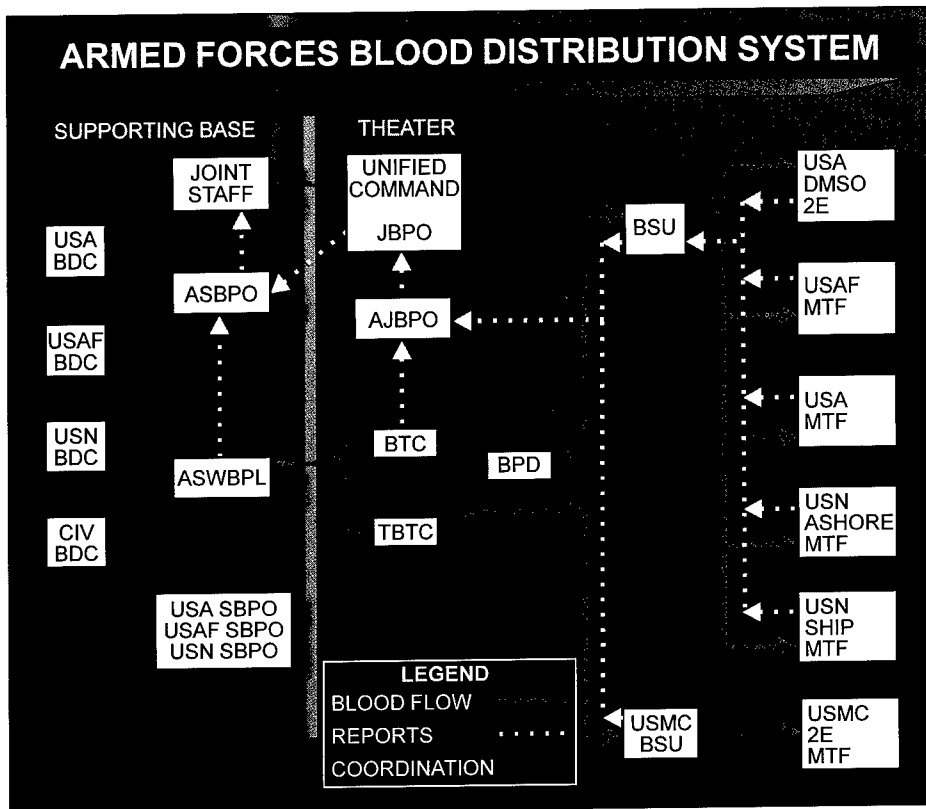 ARMED FORCES BLOOD DISTRIBUTION SYSTEM
SUPPORTING BASE
THEATER
JOINT
STAFF
USA
BDC
ASBPO
USAF
BDC
USN
BDC
ASWBPL
CIV
BDC
USA SBPO
USAF SBPO
USN SBPO
UNIFIED
COMMAND
JBPO
AJBPO
BTC
BPD
TBTC
BSU
USMC
BSU
USA
DMSO
2E
USAF
MTF
USA
MTF
USN
ASHORE
MTF
USN
SHIP
MTF
USMC
2E
MTF
LEGEND
BLOOD FLOW
REPORTS
COORDINATION